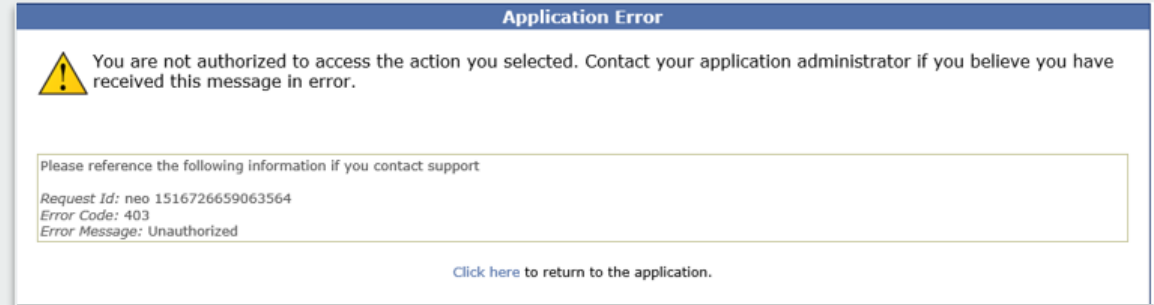 Application Error
You are not authorized to access the action you selected. Contact your application administrator if you believe you have
received this message in error.
Please reference the following information if you contact support
Request Id: neo 1516726659063564
Error Code: 403
Error Message: Unauthorized
Click here to return to the application.